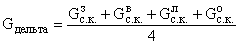 Gдельта = (Gс.к.^з + Gс.к.^в + Gс.к.^л + Gс.к.^о) / 4